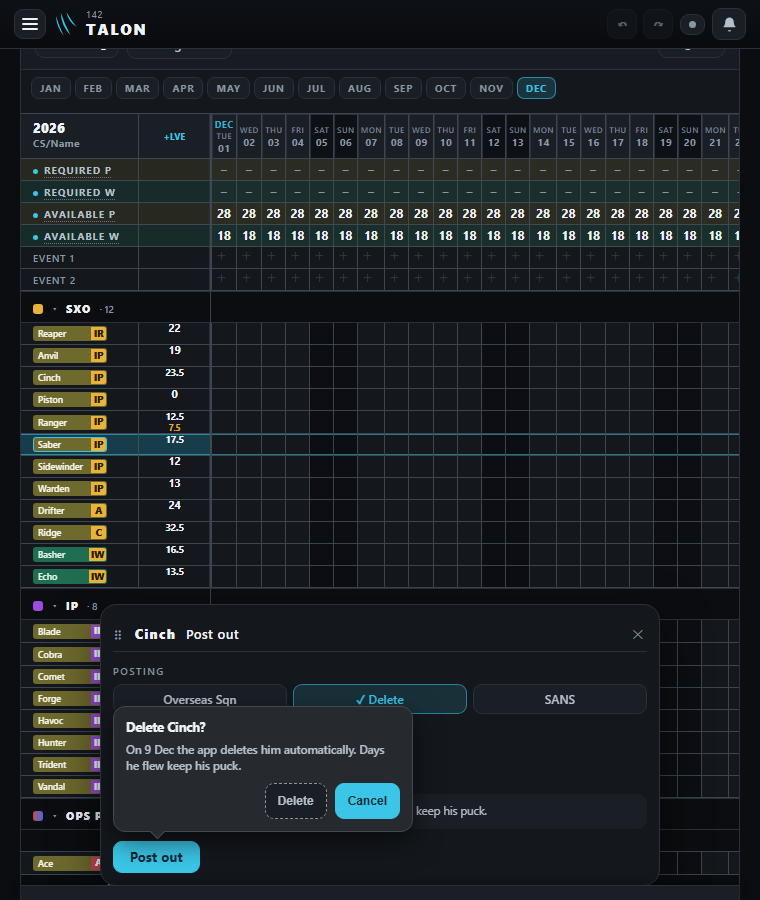 142
TALON
JAN FEB MAR APR MAY JUN JUL AUG SEP OCT NOV DEC
2026
CS/Name
+LVE
DEC
TUE WED THU FRI SAT SUN MON TUE WED THU FRI SAT SUN MON TUE WED THU FRI SAT SUN MON
01 02 03 04 05 06 07 08 09 10 11 12 13 14 15 16 17 18 19 20 21
REQUIRED P – – – – – – – – – – – – – – – – – – – – – –
REQUIRED W – – – – – – – – – – – – – – – – – – – – – –
AVAILABLE P 28 28 28 28 28 28 28 28 28 28 28 28 28 28 28 28 28 28 28 28 28
AVAILABLE W 18 18 18 18 18 18 18 18 18 18 18 18 18 18 18 18 18 18 18 18 18
EVENT 1 + + + + + + + + + + + + + + + + + + + + + +
EVENT 2 + + + + + + + + + + + + + + + + + + + + + +
SXO · 12
Reaper IR 22
Anvil IP 19
Cinch IP 23.5
Piston IP 0
Ranger IP 12.5
7.5
Saber IP 17.5
Sidewinder IP 12
Warden IP 13
Drifter A 24
Ridge C 32.5
Basher IW 16.5
Echo IW 13.5
IP · 8
Blade
Cobra
Comet
Forge
Havoc
Hunter
Trident
Vandal
OPS
Ace
Cinch Post out ×
POSTING
Overseas Sqn ✓ Delete SANS
Delete Cinch?
On 9 Dec the app deletes him automatically. Days
he flew keep his puck.
Delete Cancel
keep his puck.
Post out